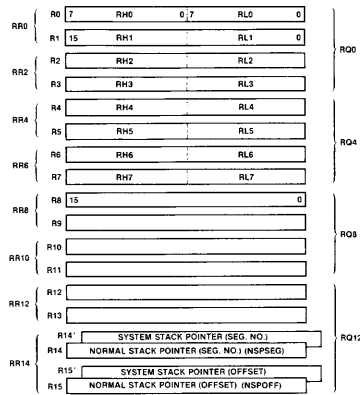 RR0 R0 7 RH0 0 7 RL0 0
R1 15 RH1 RL1 0
RQ0
RR2 R2 RH2 RL2
R3 RH3 RL3
RR4 R4 RH4 RL4
R5 RH5 RL5
RQ4
RR6 R6 RH6 RL6
R7 RH7 RL7
RR8 R8 15 0
R9
RQ8
RR10 R10
R11
RR12 R12
R13
RQ12
R14' SYSTEM STACK POINTER (SEG. NO.)
RR14 R14 NORMAL STACK POINTER (SEG. NO.) (NSPSEG)
R15' SYSTEM STACK POINTER (OFFSET)
R15 NORMAL STACK POINTER (OFFSET) (NSPOFF)